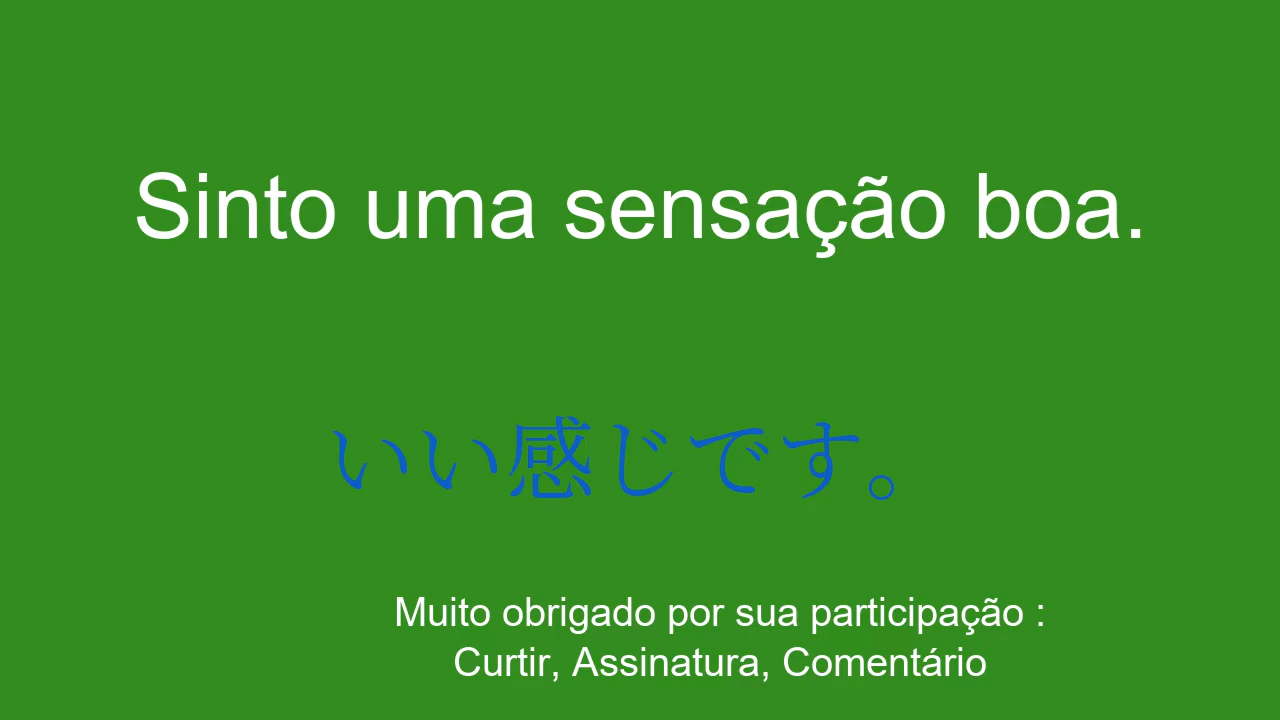 Sinto uma sensação boa.
いい感じです。
Muito obrigado por sua participação :
Curtir, Assinatura, Comentário